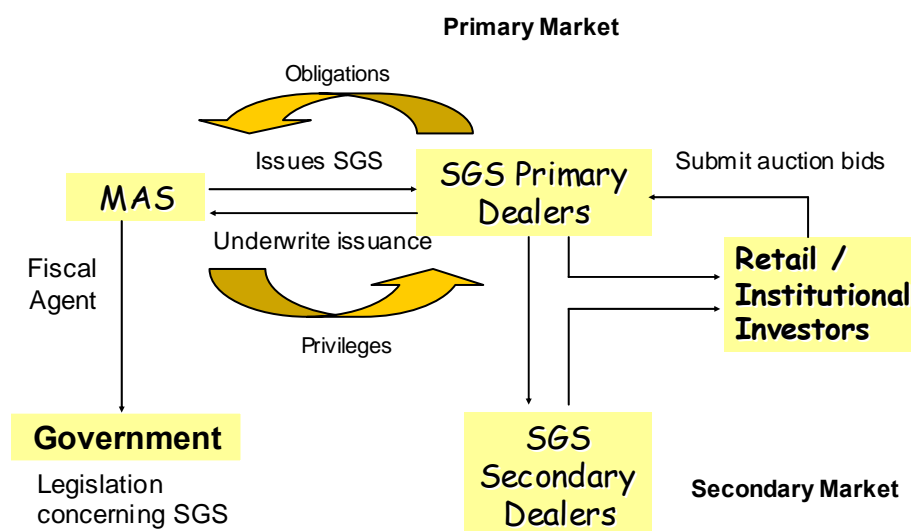 Primary Market
Obligations
Issues SGS
Submit auction bids
SGS Primary
Dealers
MAS
Underwrite issuance
Fiscal
Agent
Retail /
Institutional
Investors
Privileges
Government
SGS
Secondary
Dealers
Legislation
concerning SGS
Secondary Market